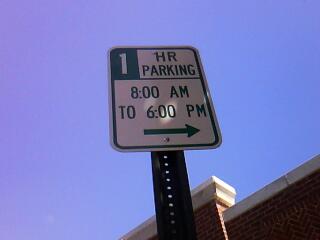 1 HR
PARKING
8:00 AM
TO 6:00 PM